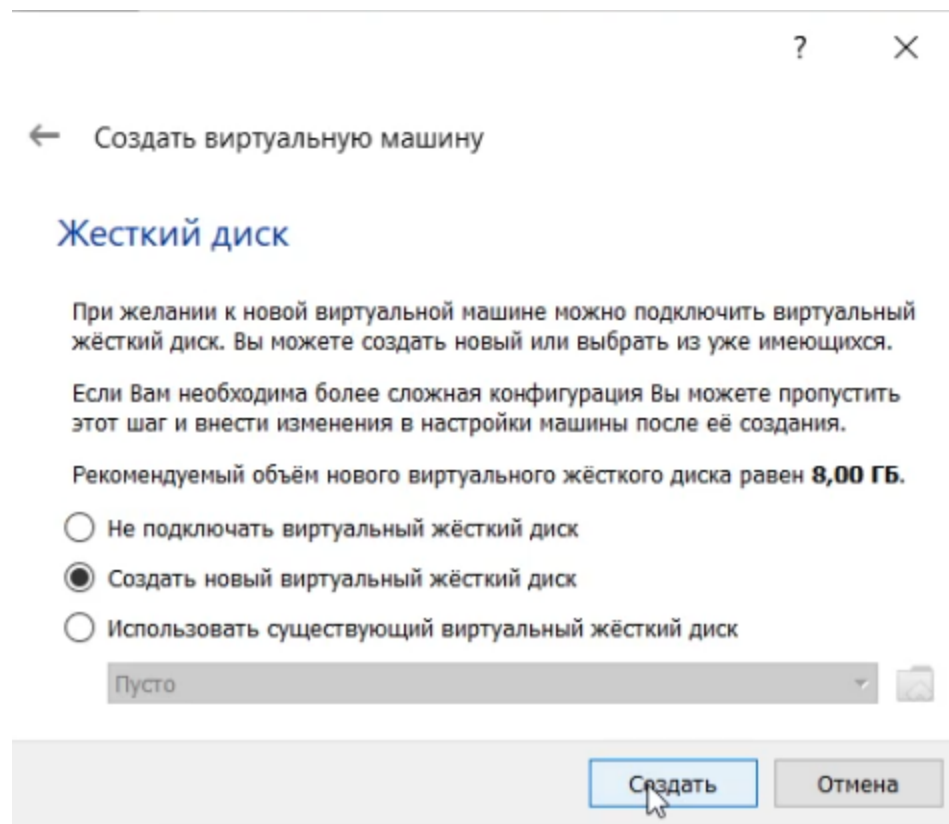 ?
Создать виртуальную машину
Жесткий диск
При желании к новой виртуальной машине можно подключить виртуальный
жёсткий диск. Вы можете создать новый или выбрать из уже имеющихся.
Если Вам необходима более сложная конфигурация Вы можете пропустить
этот шаг и внести изменения в настройки машины после её создания.
Рекомендуемый объём нового виртуального жёсткого диска равен 8,00 ГБ.
Не подключать виртуальный жёсткий диск
Создать новый виртуальный жёсткий диск
Использовать существующий виртуальный жёсткий диск
Пусто
Создать Отмена